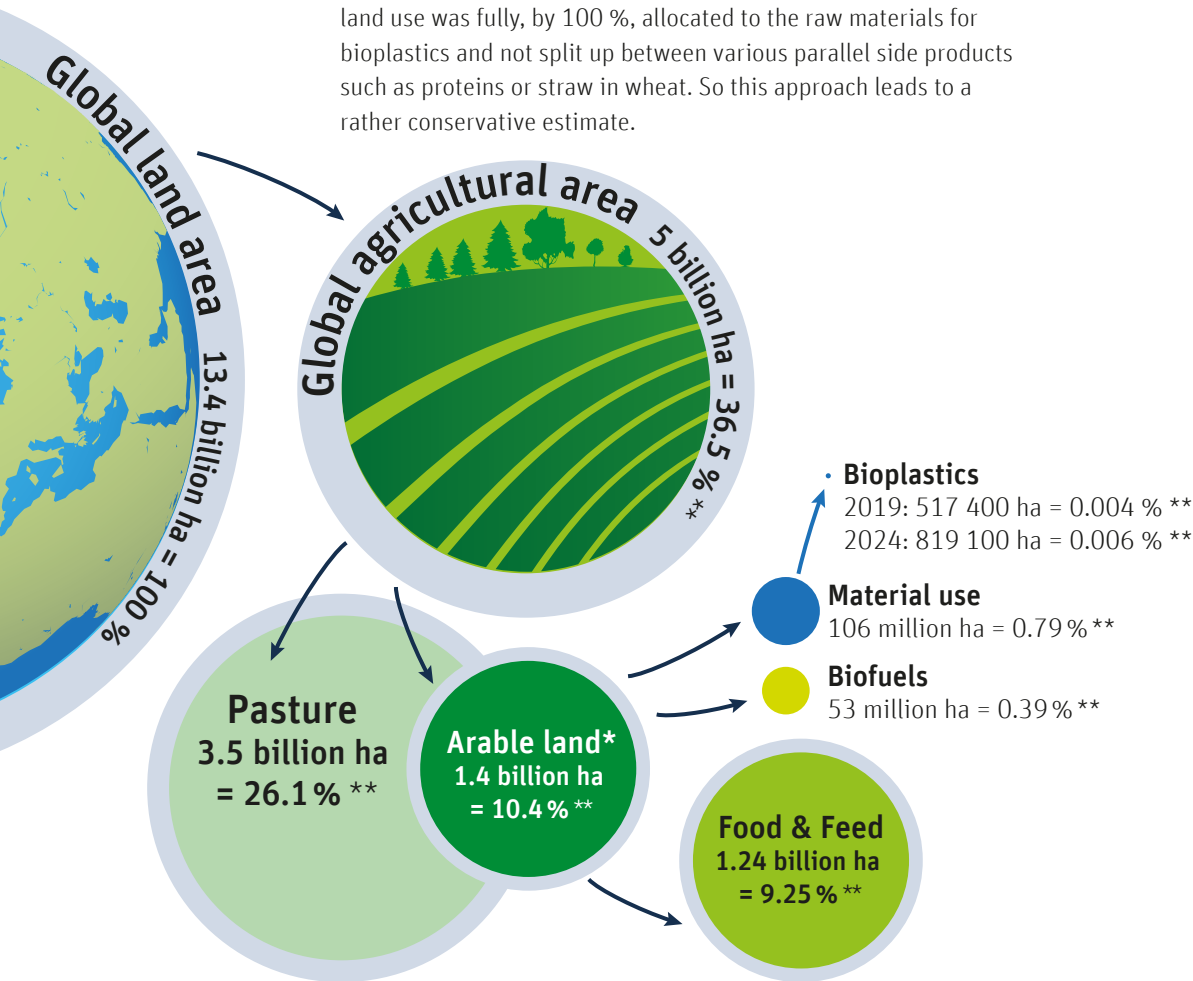 land use was fully, by 100 %, allocated to the raw materials for
bioplastics and not split up between various parallel side products
such as proteins or straw in wheat. So this approach leads to a
rather conservative estimate.
Global land area 13.4 billion ha = 100 %
Global agricultural area 5 billion ha = 36.5 % **
Bioplastics
2019: 517 400 ha = 0.004 % **
2024: 819 100 ha = 0.006 % **
Material use
106 million ha = 0.79 % **
Biofuels
53 million ha = 0.39 % **
Pasture
3.5 billion ha
= 26.1 % **
Arable land*
1.4 billion ha
= 10.4 % **
Food & Feed
1.24 billion ha
= 9.25 % **